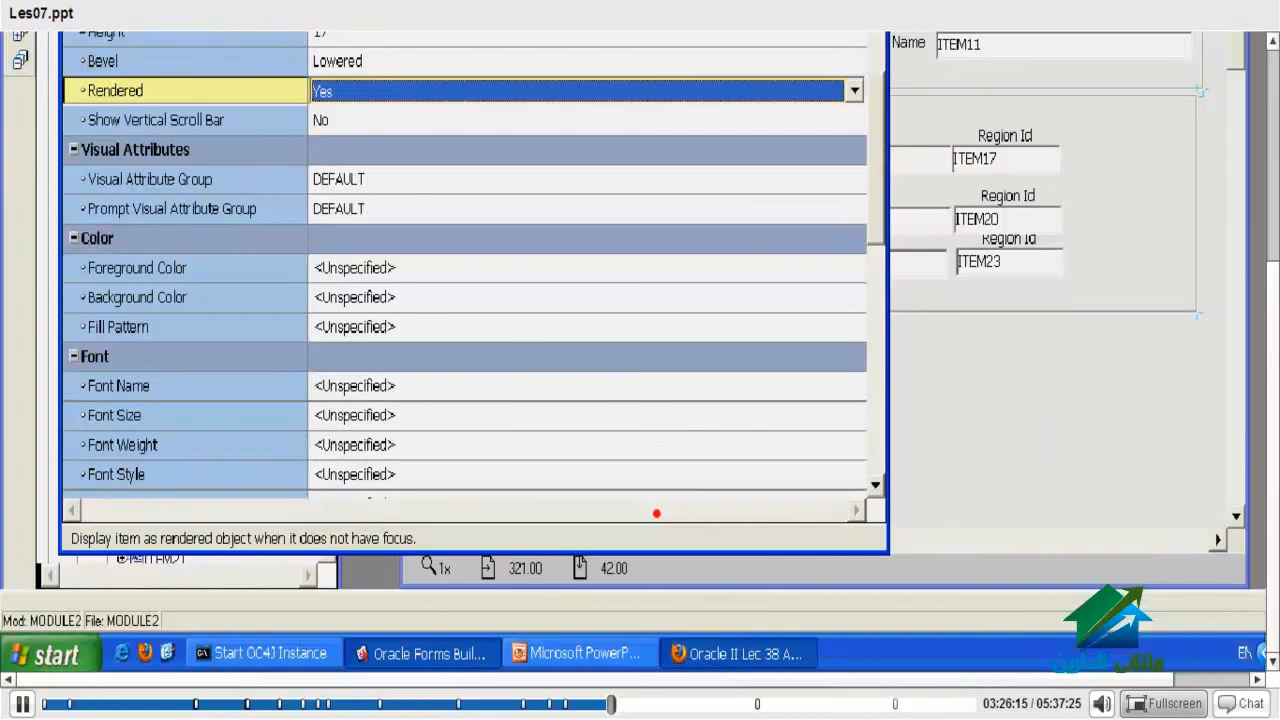 Les07.ppt
Height 17
Name ITEM11
Bevel Lowered
Rendered Yes
Show Vertical Scroll Bar No
Visual Attributes
Region Id
ITEM17
Visual Attribute Group DEFAULT
Region Id
Prompt Visual Attribute Group DEFAULT
ITEM20
Color
Region Id
ITEM23
Foreground Color <Unspecified>
Background Color <Unspecified>
Fill Pattern <Unspecified>
Font
Font Name <Unspecified>
Font Size <Unspecified>
Font Weight <Unspecified>
Font Style <Unspecified>
Display item as rendered object when it does not have focus.
1x 321.00 42.00
Mod: MODULE2 File: MODULE2
start Start OC4J Instance Oracle Forms Buil... Microsoft PowerP... Oracle II Lec 38 A... EN
ملتقى الدارين
03:26:15 / 05:37:25 Fullscreen Chat